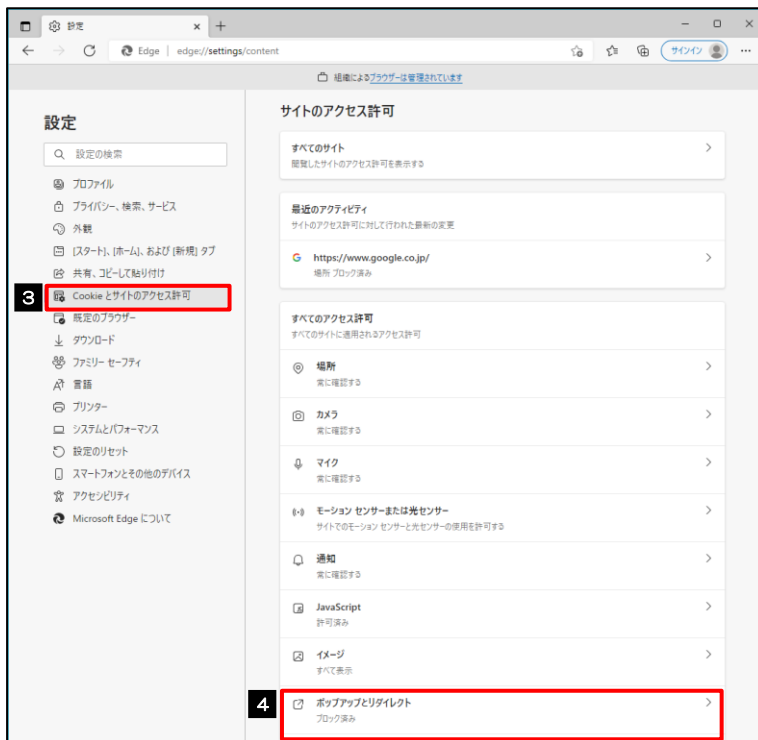 設定
Edge | edge://settings/content
サインイン
組織によるブラウザーは管理されています
設定
設定の検索
プロファイル
プライバシー、検索、サービス
外観
[スタート]、[ホーム]、および [新規] タブ
共有、コピーして貼り付け
3
Cookie とサイトのアクセス許可
既定のブラウザー
ダウンロード
ファミリー セーフティ
言語
プリンター
システムとパフォーマンス
設定のリセット
スマートフォンとその他のデバイス
アクセシビリティ
Microsoft Edge について
サイトのアクセス許可
すべてのサイト
閲覧したサイトのアクセス許可を表示する
最近のアクティビティ
サイトのアクセス許可に対して行われた最新の変更
https://www.google.co.jp/
場所 ブロック済み
すべてのアクセス許可
すべてのサイトに適用されるアクセス許可
場所
常に確認する
カメラ
常に確認する
マイク
常に確認する
モーション センサーまたは光センサー
サイトでのモーション センサーと光センサーの使用を許可する
通知
常に確認する
JavaScript
許可済み
イメージ
すべて表示
4
ポップアップとリダイレクト
ブロック済み